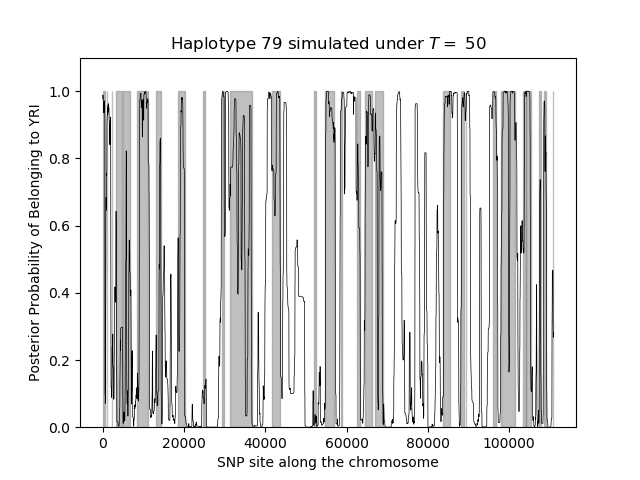 Haplotype 79 simulated under T = 50
Posterior Probability of Belonging to YRI
1.0
0.8
0.6
0.4
0.2
0.0
0 20000 40000 60000 80000 100000
SNP site along the chromosome